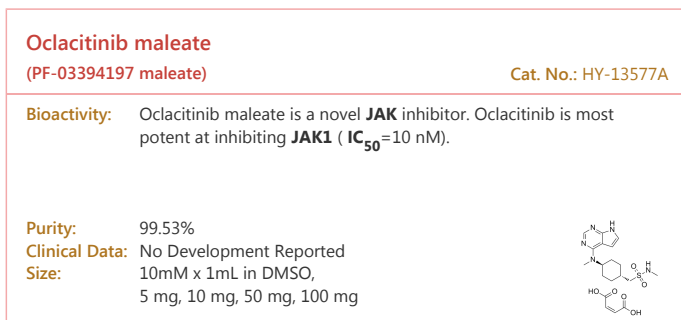 Oclacitinib maleate
(PF-03394197 maleate) Cat. No.: HY-13577A
Bioactivity: Oclacitinib maleate is a novel JAK inhibitor. Oclacitinib is most
potent at inhibiting JAK1 ( IC50=10 nM).
Purity: 99.53%
Clinical Data: No Development Reported
Size: 10mM x 1mL in DMSO,
5 mg, 10 mg, 50 mg, 100 mg
H
N
N
N
N
O
H
S
N
O
HO
O
O
OH